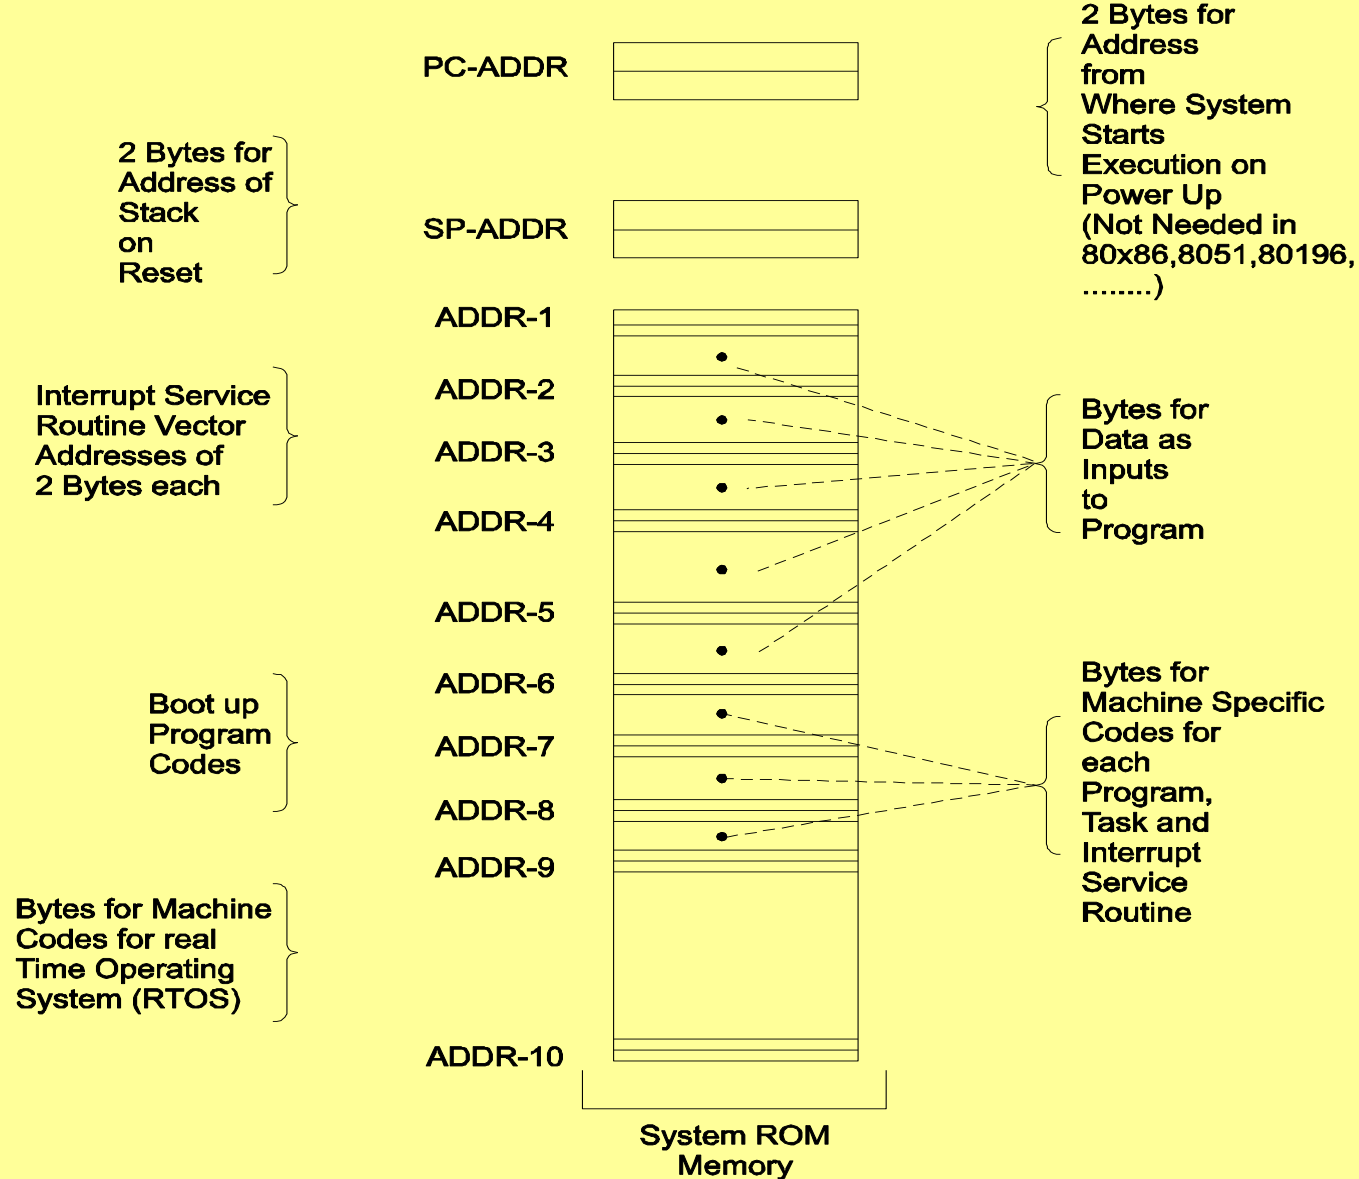 2 Bytes for
Address
from
Where System
Starts
Execution on
Power Up
(Not Needed in
80x86,8051,80196,
........)
PC-ADDR
2 Bytes for
Address of
Stack
on
Reset
SP-ADDR
ADDR-1
Interrupt Service
Routine Vector
Addresses of
2 Bytes each
ADDR-2
ADDR-3
ADDR-4
Bytes for
Data as
Inputs
to
Program
ADDR-5
ADDR-6
Boot up
Program
Codes
ADDR-7
ADDR-8
ADDR-9
Bytes for
Machine Specific
Codes for
each
Program,
Task and
Interrupt
Service
Routine
Bytes for Machine
Codes for real
Time Operating
System (RTOS)
ADDR-10
System ROM
Memory